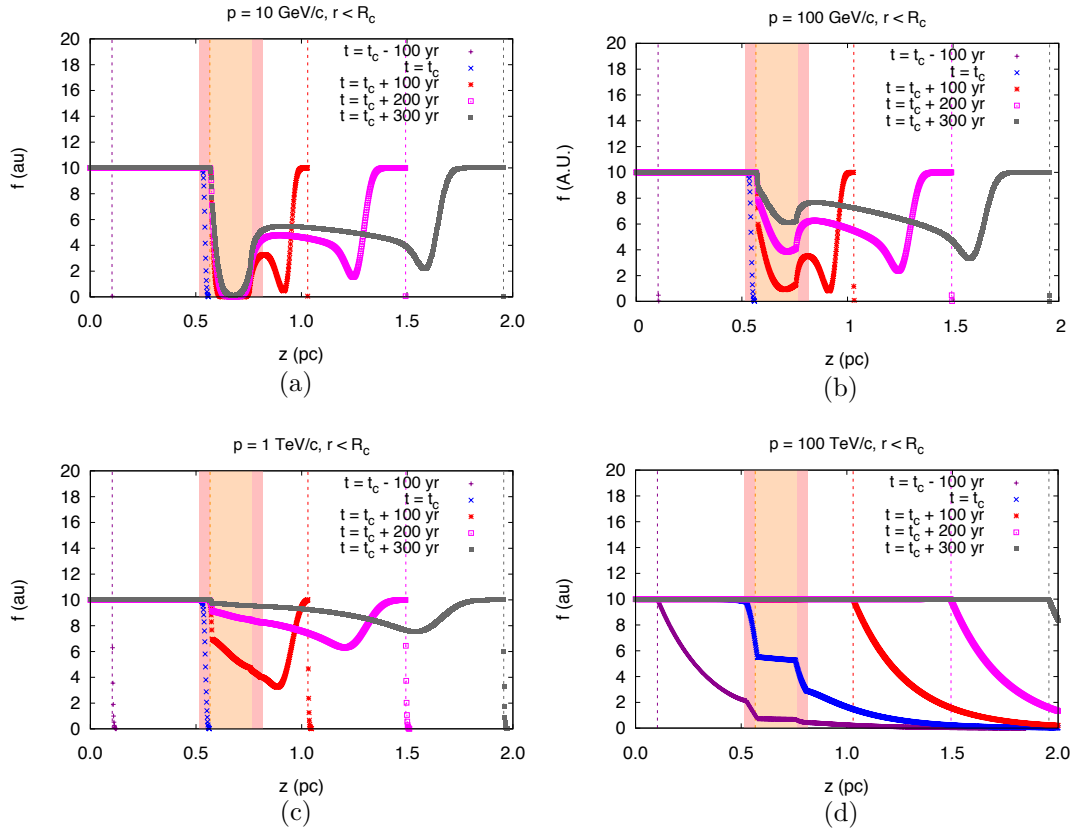 p = 10 GeV/c, r < R_c
f (au)
20
18
16
14
12
10
8
6
4
2
0
t = t_c - 100 yr
t = t_c
t = t_c + 100 yr
t = t_c + 200 yr
t = t_c + 300 yr
0.0 0.5 1.0 1.5 2.0
z (pc)
(a)
p = 100 GeV/c, r < R_c
f (A.U.)
20
18
16
14
12
10
8
6
4
2
0
t = t_c - 100 yr
t = t_c
t = t_c + 100 yr
t = t_c + 200 yr
t = t_c + 300 yr
0 0.5 1 1.5 2
z (pc)
(b)
p = 1 TeV/c, r < R_c
f (au)
20
18
16
14
12
10
8
6
4
2
0
t = t_c - 100 yr
t = t_c
t = t_c + 100 yr
t = t_c + 200 yr
t = t_c + 300 yr
0.0 0.5 1.0 1.5 2.0
z (pc)
(c)
p = 100 TeV/c, r < R_c
f (au)
20
18
16
14
12
10
8
6
4
2
0
t = t_c - 100 yr
t = t_c
t = t_c + 100 yr
t = t_c + 200 yr
t = t_c + 300 yr
0.0 0.5 1.0 1.5 2.0
z (pc)
(d)